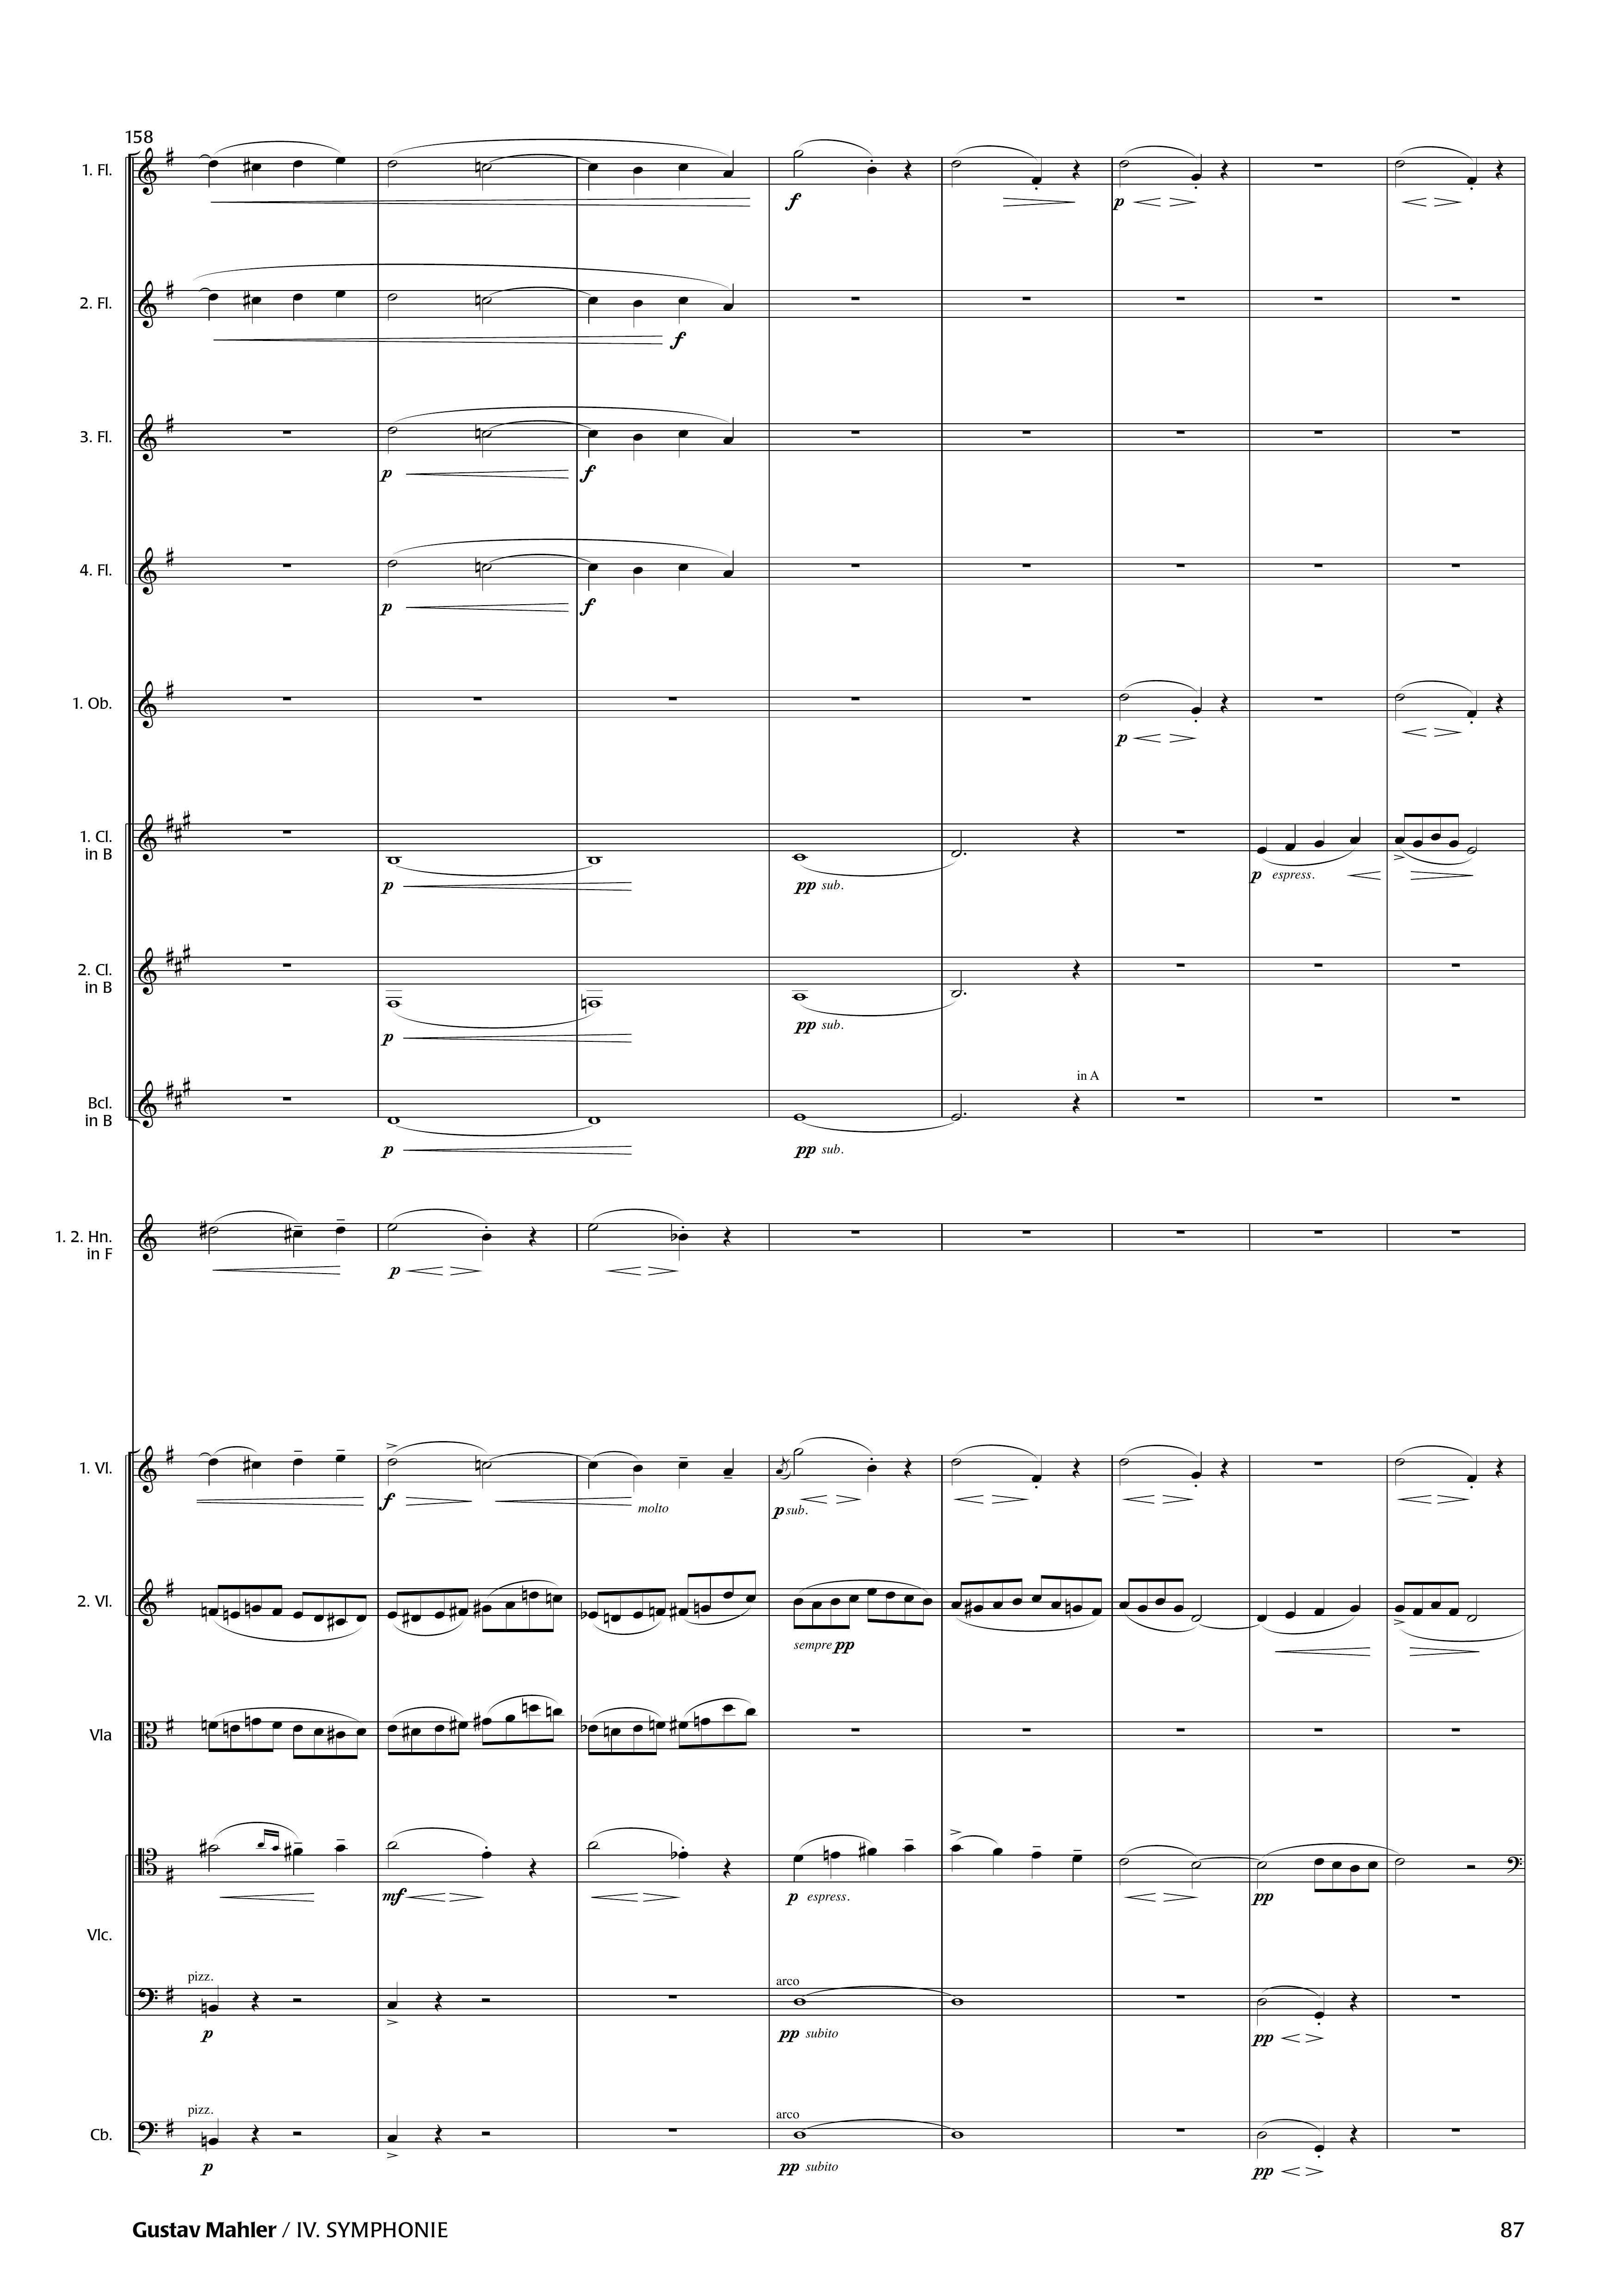 158
1. Fl.
2. Fl.
f
3. Fl.
p f
4. Fl.
p f
f p
1. Ob.
p
1. Cl.
in B
p pp sub. p espress.
2. Cl.
in B
p pp sub.
in A
Bcl.
in B
p pp sub.
1. 2. Hn.
in F
p
1. Vl.
f molto p sub.
2. Vl.
sempre pp
Vla
mf p espress. pp
Vlc.
pizz. arco
p pp subito pp
pizz. arco
Cb.
p pp subito pp
Gustav Mahler / IV. SYMPHONIE 87